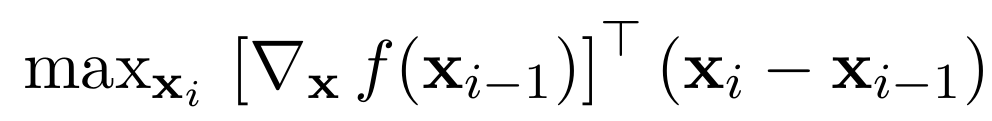 max_{𝐱_i} [∇_𝐱 f(𝐱_{i−1})]^⊤ (𝐱_i − 𝐱_{i−1})